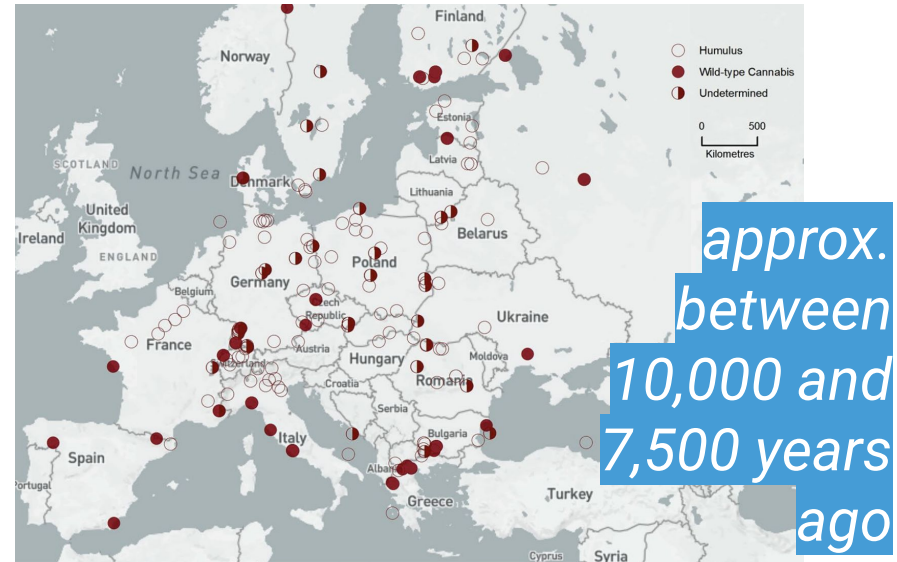 Finland
Norway
Humulus
Wild-type Cannabis
Undetermined
0 500
Kilometres
Estonia
SCOTLAND
North Sea
Latvia
Denmark
Lithuania
United
Kingdom
Ireland
ENGLAND
Belarus
Poland
Germany
Belgium
Czech
Republic
Ukraine
France
Austria
Switzerland
Hungary
Moldova
Croatia
Romania
Serbia
Italy
Bulgaria
Spain
Portugal
Alban
Greece
Turkey
Cyprus
Syria
approx.
between
10,000 and
7,500 years
ago